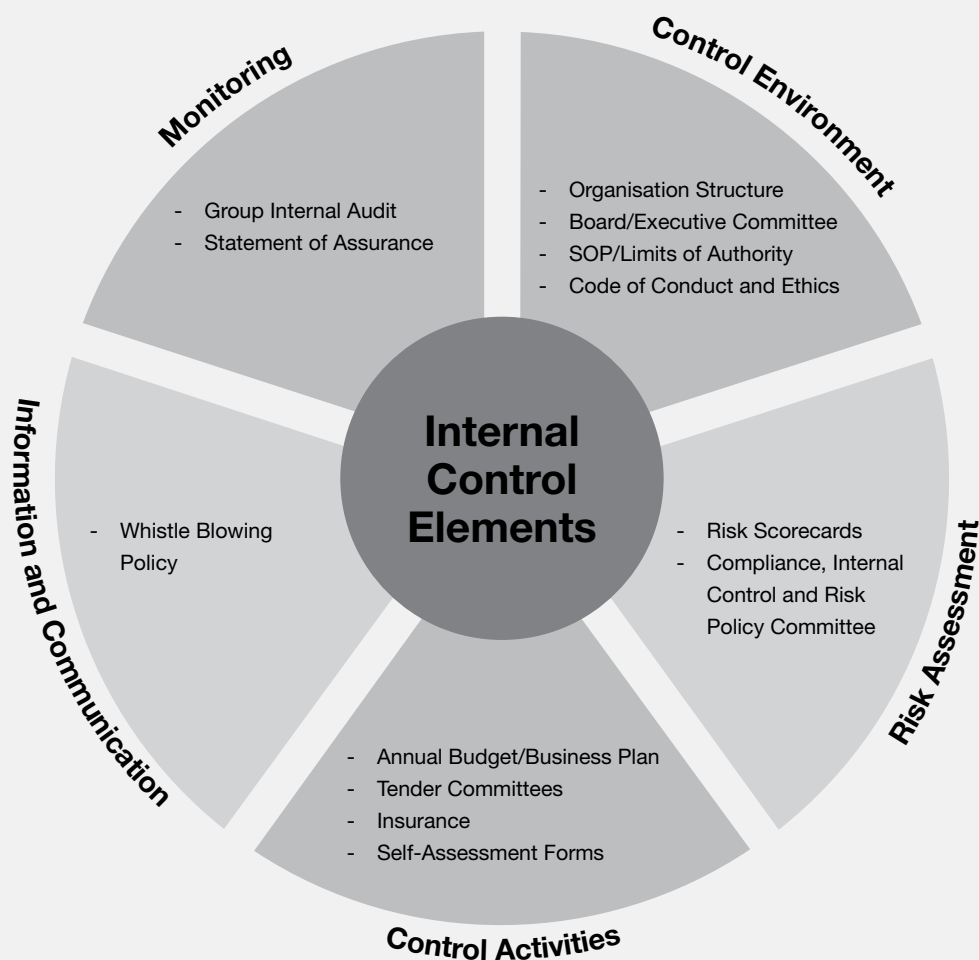 Control Environment
- Organisation Structure
- Board/Executive Committee
- SOP/Limits of Authority
- Code of Conduct and Ethics
Risk Assessment
- Risk Scorecards
- Compliance, Internal
Control and Risk
Policy Committee
Control Activities
- Annual Budget/Business Plan
- Tender Committees
- Insurance
- Self-Assessment Forms
Information and Communication
- Whistle Blowing
Policy
Monitoring
- Group Internal Audit
- Statement of Assurance
Internal
Control
Elements